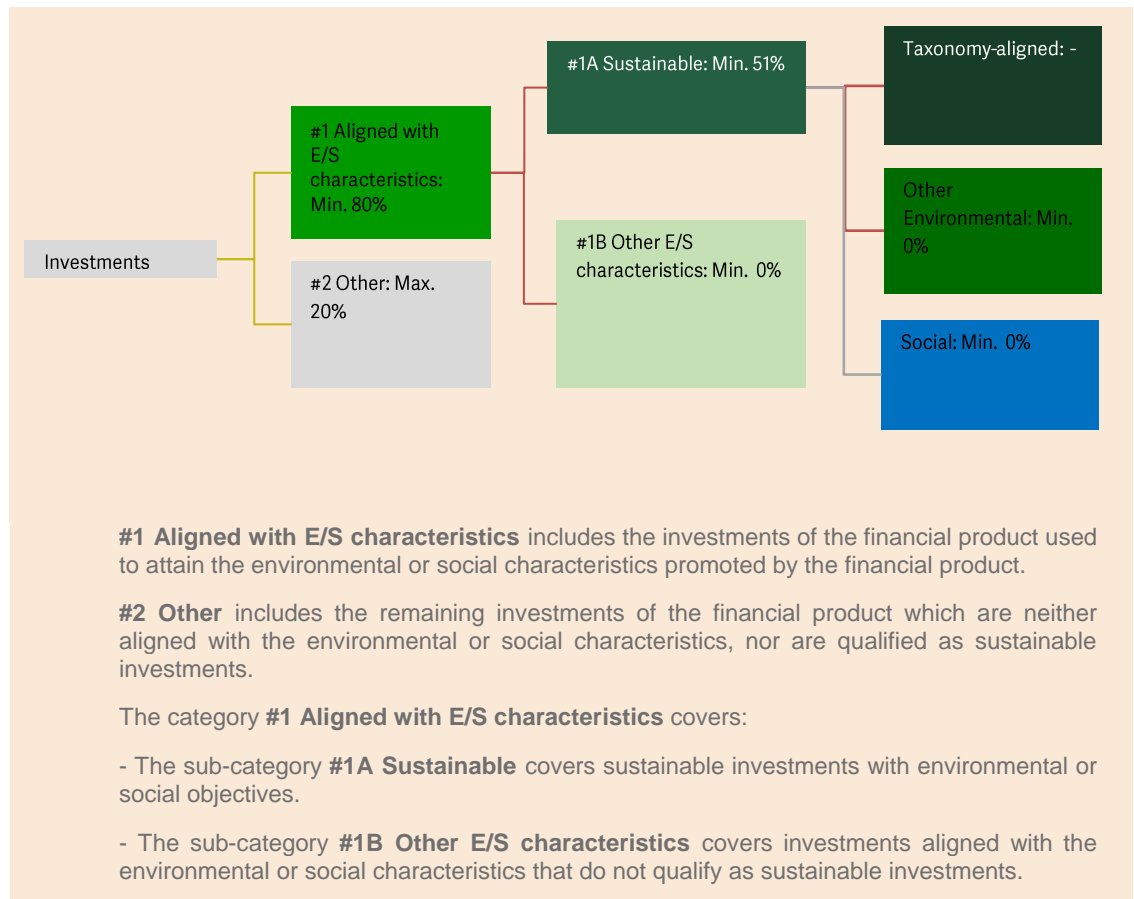 Investments
#1 Aligned with
E/S
characteristics:
Min. 80%
#2 Other: Max.
20%
#1A Sustainable: Min. 51%
#1B Other E/S
characteristics: Min. 0%
Taxonomy-aligned: -
Other
Environmental: Min.
0%
Social: Min. 0%
#1 Aligned with E/S characteristics includes the investments of the financial product used
to attain the environmental or social characteristics promoted by the financial product.
#2 Other includes the remaining investments of the financial product which are neither
aligned with the environmental or social characteristics, nor are qualified as sustainable
investments.
The category #1 Aligned with E/S characteristics covers:
- The sub-category #1A Sustainable covers sustainable investments with environmental or
social objectives.
- The sub-category #1B Other E/S characteristics covers investments aligned with the
environmental or social characteristics that do not qualify as sustainable investments.